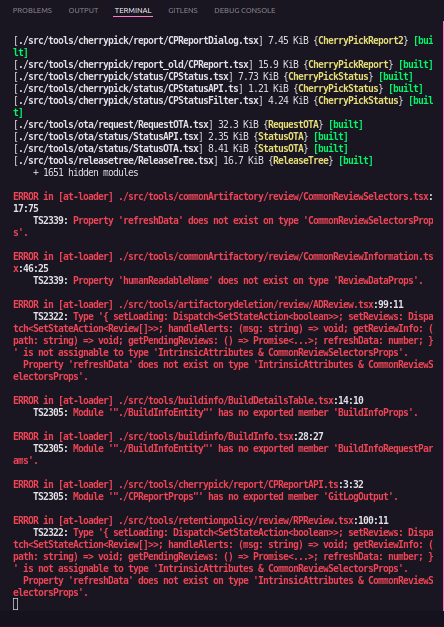 PROBLEMS OUTPUT TERMINAL GITLENS DEBUG CONSOLE
[./src/tools/cherrypick/report/CPReportDialog.tsx] 7.45 KiB {CherryPickReport2} [bui
lt]
[./src/tools/cherrypick/report_old/CPReport.tsx] 15.9 KiB {CherryPickReport} [built]
[./src/tools/cherrypick/status/CPStatus.tsx] 7.73 KiB {CherryPickStatus} [built]
[./src/tools/cherrypick/status/CPStatusAPI.ts] 1.21 KiB {CherryPickStatus} [built]
[./src/tools/cherrypick/status/CPStatusFilter.tsx] 4.24 KiB {CherryPickStatus} [buil
t]
[./src/tools/ota/request/RequestOTA.tsx] 32.3 KiB {RequestOTA} [built]
[./src/tools/ota/status/StatusAPI.tsx] 2.35 KiB {StatusOTA} [built]
[./src/tools/ota/status/StatusOTA.tsx] 8.41 KiB {StatusOTA} [built]
[./src/tools/releasetree/ReleaseTree.tsx] 16.7 KiB {ReleaseTree} [built]
    + 1651 hidden modules
ERROR in [at-loader] ./src/tools/commonArtifactory/review/CommonReviewSelectors.tsx:
17:75
    TS2339: Property 'refreshData' does not exist on type 'CommonReviewSelectorsProp
s'.
ERROR in [at-loader] ./src/tools/commonArtifactory/review/CommonReviewInformation.ts
x:46:25
    TS2339: Property 'humanReadableName' does not exist on type 'ReviewDataProps'.
ERROR in [at-loader] ./src/tools/artifactorydeletion/review/ADReview.tsx:99:11
    TS2322: Type '{ setLoading: Dispatch<SetStateAction<boolean>>; setReviews: Dispa
tch<SetStateAction<Review[]>>; handleAlerts: (msg: string) => void; getReviewInfo: (
path: string) => void; getPendingReviews: () => Promise<...>; refreshData: number; }
' is not assignable to type 'IntrinsicAttributes & CommonReviewSelectorsProps'.
  Property 'refreshData' does not exist on type 'IntrinsicAttributes & CommonReviewS
electorsProps'.
ERROR in [at-loader] ./src/tools/buildinfo/BuildDetailsTable.tsx:14:10
    TS2305: Module '"./BuildInfoEntity"' has no exported member 'BuildInfoProps'.
ERROR in [at-loader] ./src/tools/buildinfo/BuildInfo.tsx:28:27
    TS2305: Module '"./BuildInfoEntity"' has no exported member 'BuildInfoRequestPar
ams'.
ERROR in [at-loader] ./src/tools/cherrypick/report/CPReportAPI.ts:3:32
    TS2305: Module '"./CPReportProps"' has no exported member 'GitLogOutput'.
ERROR in [at-loader] ./src/tools/retentionpolicy/review/RPReview.tsx:100:11
    TS2322: Type '{ setLoading: Dispatch<SetStateAction<boolean>>; setReviews: Dispa
tch<SetStateAction<Review[]>>; handleAlerts: (msg: string) => void; getReviewInfo: (
path: string) => void; getPendingReviews: () => Promise<...>; refreshData: number; }
' is not assignable to type 'IntrinsicAttributes & CommonReviewSelectorsProps'.
  Property 'refreshData' does not exist on type 'IntrinsicAttributes & CommonReviewS
electorsProps'.